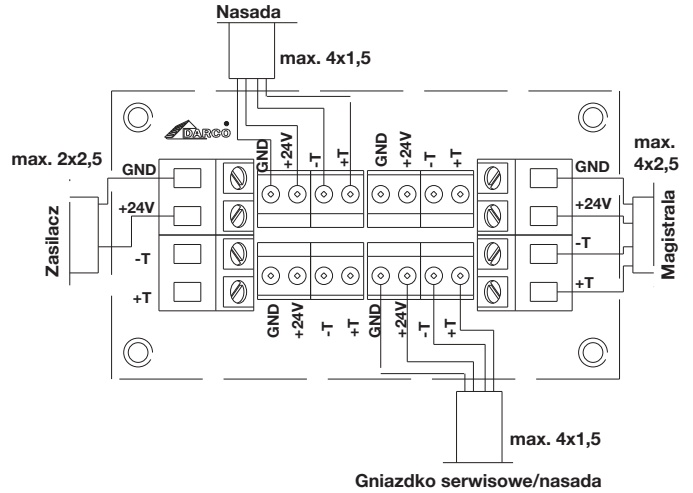 Nasada
max. 4x1,5
DARCO
max. 2x2,5
max. 4x2,5
GND +24V -T +T
GND +24V -T +T
GND
+24V
-T
+T
GND
+24V
-T
+T
Zasilacz
Magistrala
GND +24V -T +T
GND +24V -T +T
max. 4x1,5
Gniazdko serwisowe/nasada